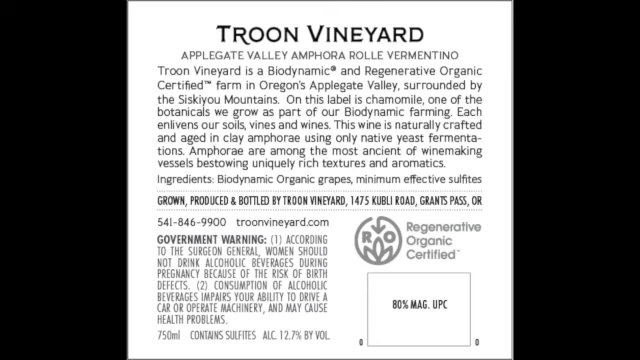 TROON VINEYARD
APPLEGATE VALLEY AMPHORA ROLLE VERMENTINO
Troon Vineyard is a Biodynamic® and Regenerative Organic
Certified™ farm in Oregon's Applegate Valley, surrounded by
the Siskiyou Mountains. On this label is chamomile, one of the
botanicals we grow as part of our Biodynamic farming. Each
enlivens our soils, vines and wines. This wine is naturally crafted
and aged in clay amphorae using only native yeast fermenta-
tions. Amphorae are among the most ancient of winemaking
vessels bestowing uniquely rich textures and aromatics.
Ingredients: Biodynamic Organic grapes, minimum effective sulfites
GROWN, PRODUCED & BOTTLED BY TROON VINEYARD, 1475 KUBLI ROAD, GRANTS PASS, OR
541-846-9900 troonvineyard.com
GOVERNMENT WARNING: (1) ACCORDING
TO THE SURGEON GENERAL, WOMEN SHOULD
NOT DRINK ALCOHOLIC BEVERAGES DURING
PREGNANCY BECAUSE OF THE RISK OF BIRTH
DEFECTS. (2) CONSUMPTION OF ALCOHOLIC
BEVERAGES IMPAIRS YOUR ABILITY TO DRIVE A
CAR OR OPERATE MACHINERY, AND MAY CAUSE
HEALTH PROBLEMS.
750ml CONTAINS SULFITES ALC. 12.7% BY VOL.
R O
Regenerative
Organic
Certified™
80% MAG. UPC
0 0